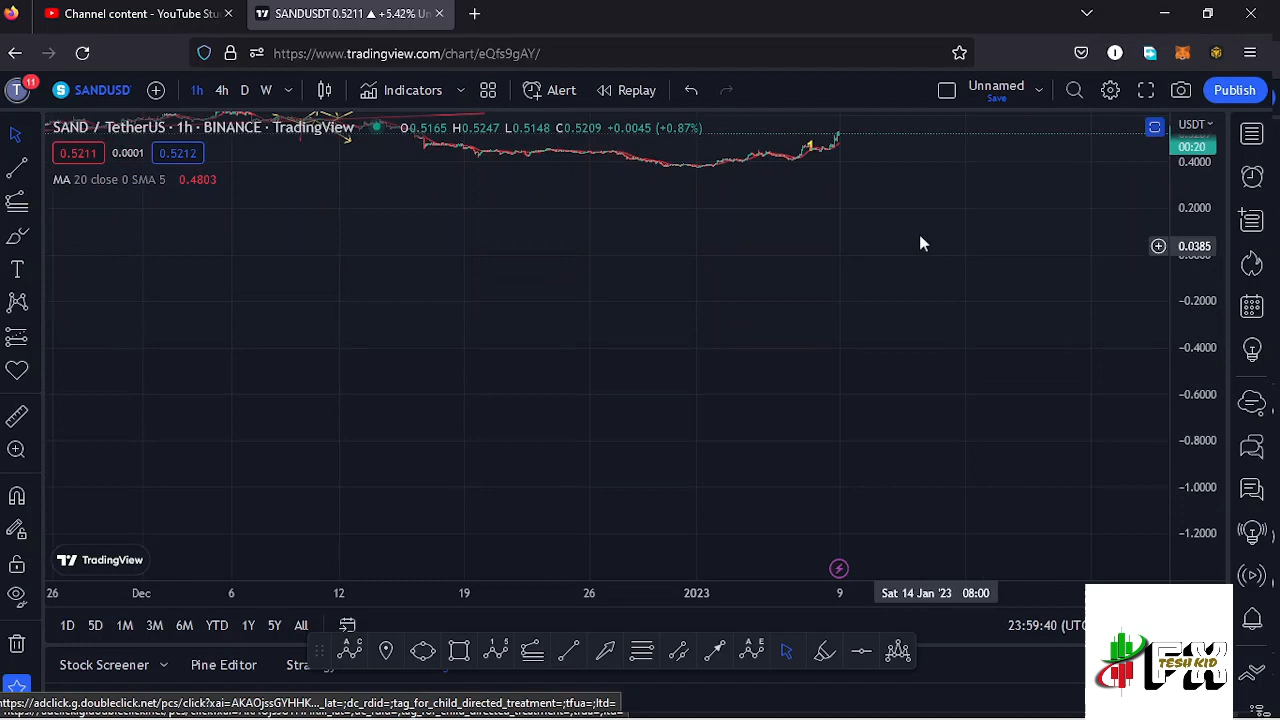 Channel content - YouTube Stu
SANDUSDT 0.5211 ▲ +5.42% Un
https://www.tradingview.com/chart/eQfs9gAY/
T 11
SANDUSD
1h 4h D W
Indicators
Alert
Replay
Unnamed
Save
Publish
SAND / TetherUS · 1h · BINANCE · TradingView
O0.5165 H0.5247 L0.5148 C0.5209 +0.0045 (+0.87%)
USDT
0.5211 0.0001 0.5212
00:20
0.4000
MA 20 close 0 SMA 5 0.4803
1
0.2000
0.0385
-0.2000
-0.4000
-0.6000
-0.8000
-1.0000
-1.2000
TradingView
26 Dec 6 12 19 26 2023 9 Sat 14 Jan '23 08:00
1D 5D 1M 3M 6M YTD 1Y 5Y All
23:59:40 (UTC
Stock Screener
Pine Editor
https://adclick.g.doubleclick.net/pcs/click?xai=AKAOjsSGYHHK..._lat=;dc_rdid=;tag_for_child_directed_treatment=;tfua=;ltd=
FX
TESH KID